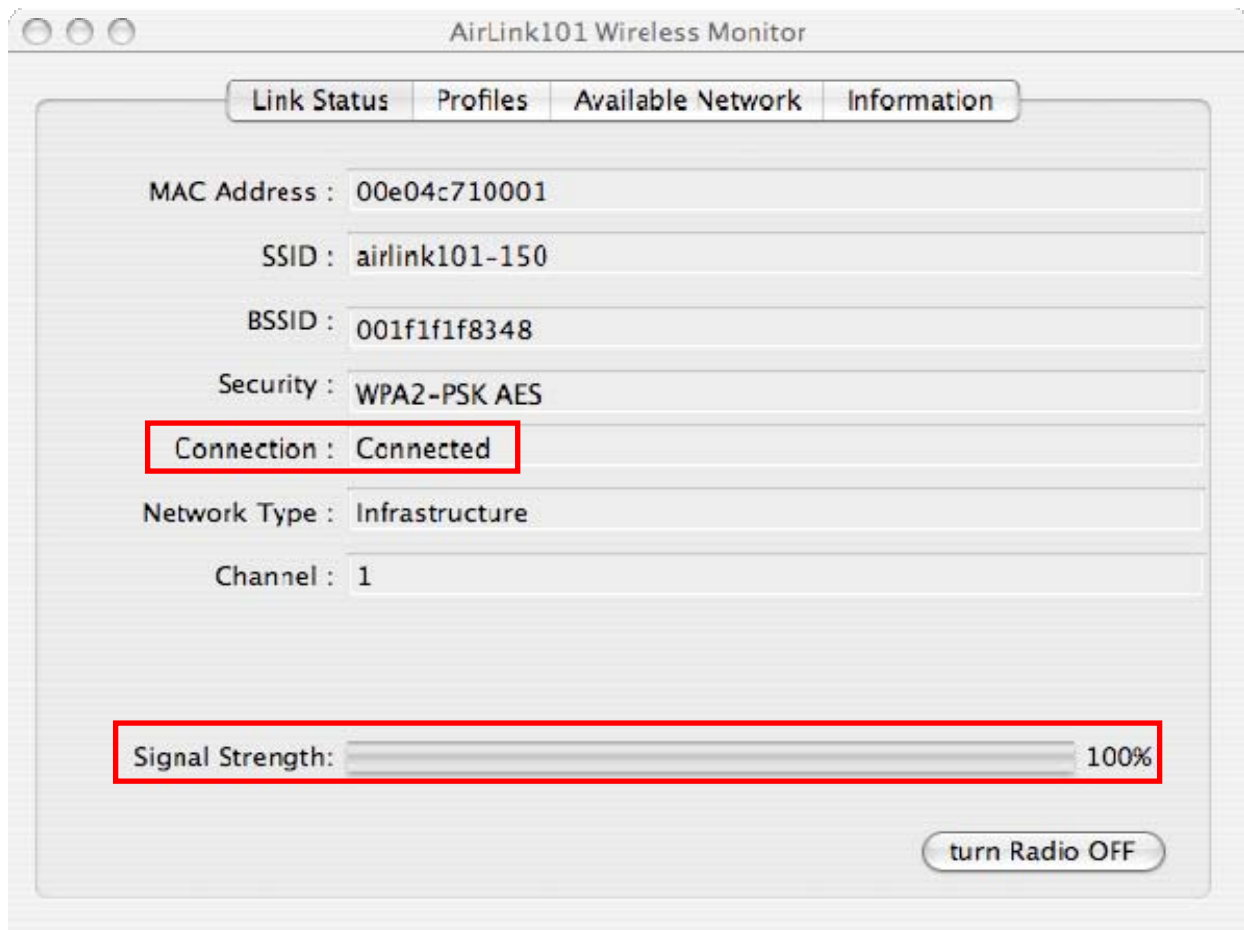 AirLink101 Wireless Monitor
Link Status Profiles Available Network Information
MAC Address : 00e04c710001
SSID : airlink101-150
BSSID : 001f1f1f8348
Security : WPA2-PSK AES
Connection : Connected
Network Type : Infrastructure
Channel : 1
Signal Strength: 100%
turn Radio OFF